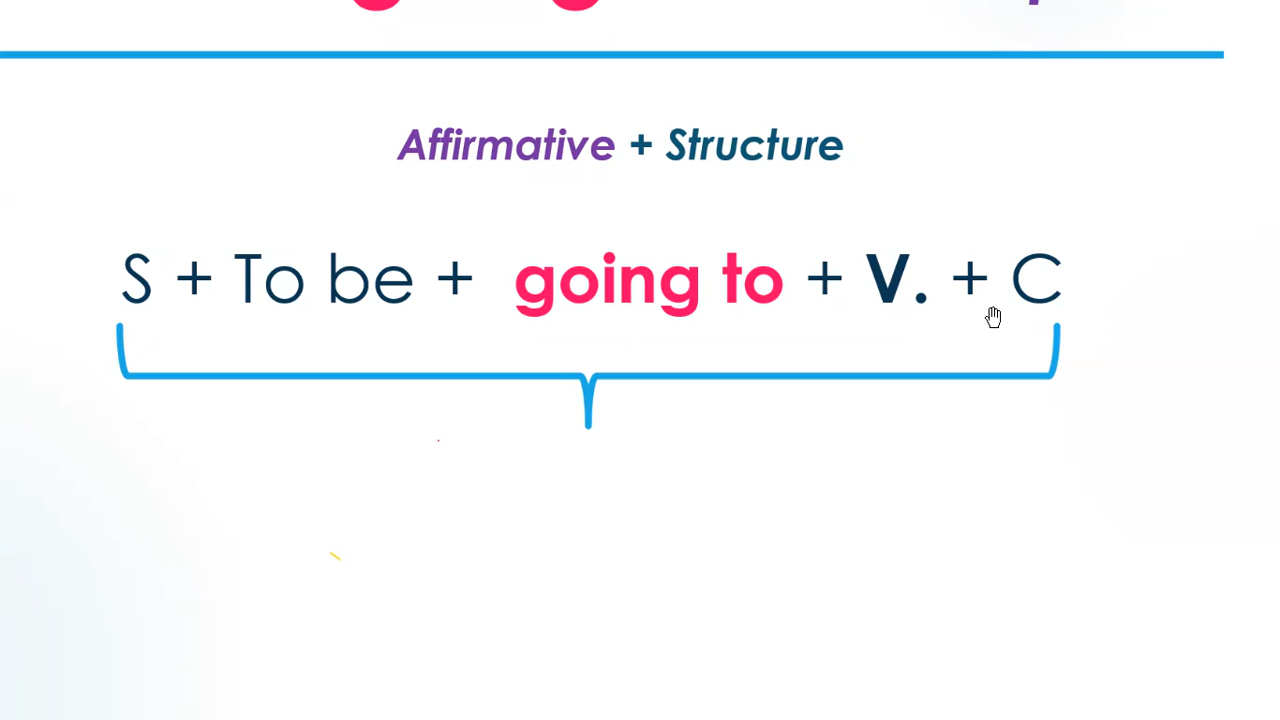 Affirmative + Structure
S + To be + going to + V. + C